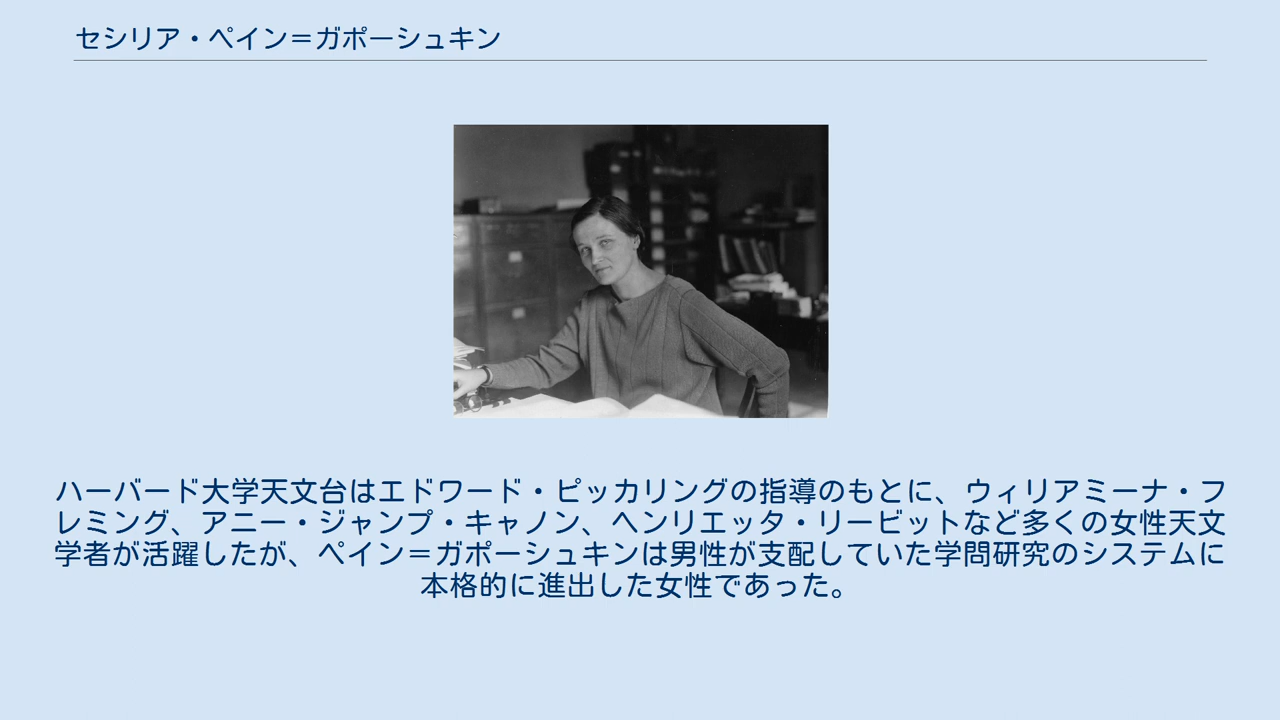 セシリア・ペイン＝ガポーシュキン
ハーバード大学天文台はエドワード・ピッカリングの指導のもとに、ウィリアミーナ・フ
レミング、アニー・ジャンプ・キャノン、ヘンリエッタ・リービットなど多くの女性天文
学者が活躍したが、ペイン＝ガポーシュキンは男性が支配していた学問研究のシステムに
本格的に進出した女性であった。